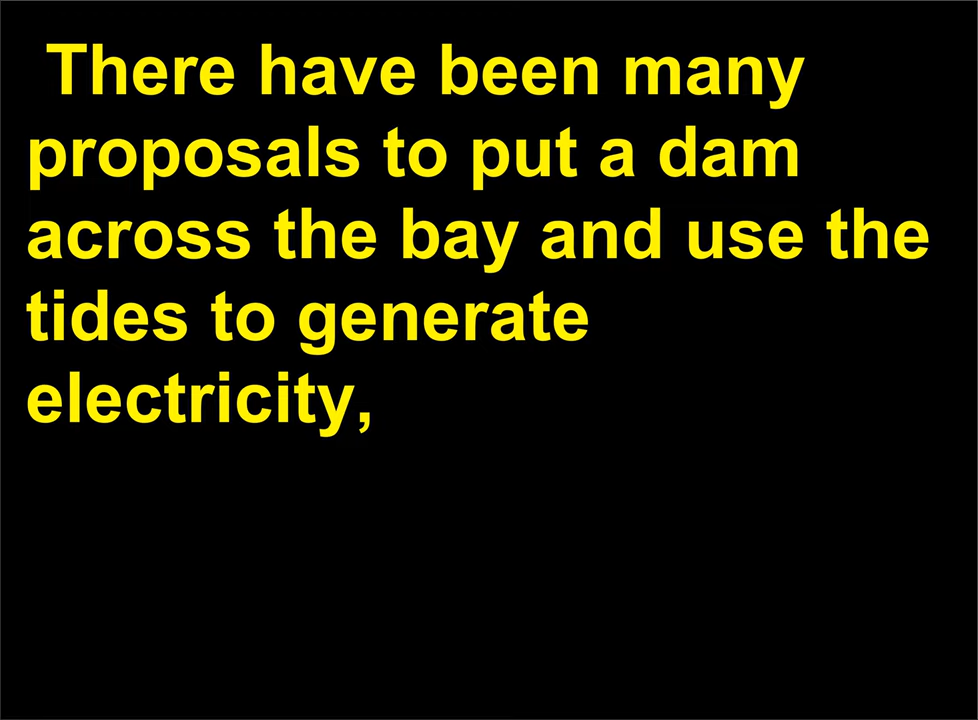 There have been many
proposals to put a dam
across the bay and use the
tides to generate
electricity,